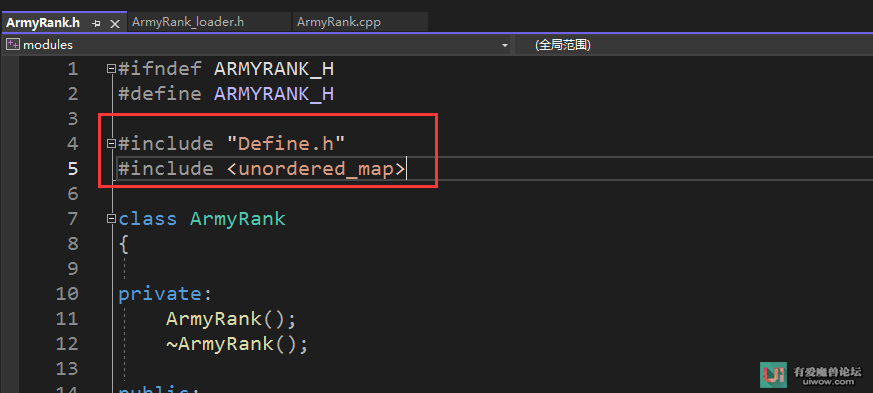 ArmyRank.h ArmyRank_loader.h ArmyRank.cpp
modules (全局范围)
1 #ifndef ARMYRANK_H
2 #define ARMYRANK_H
3
4 #include "Define.h"
5 #include <unordered_map>
6
7 class ArmyRank
8 {
9
10 private:
11 ArmyRank();
12 ~ArmyRank();
13
14 public:
有爱魔兽论坛
uiwow.com